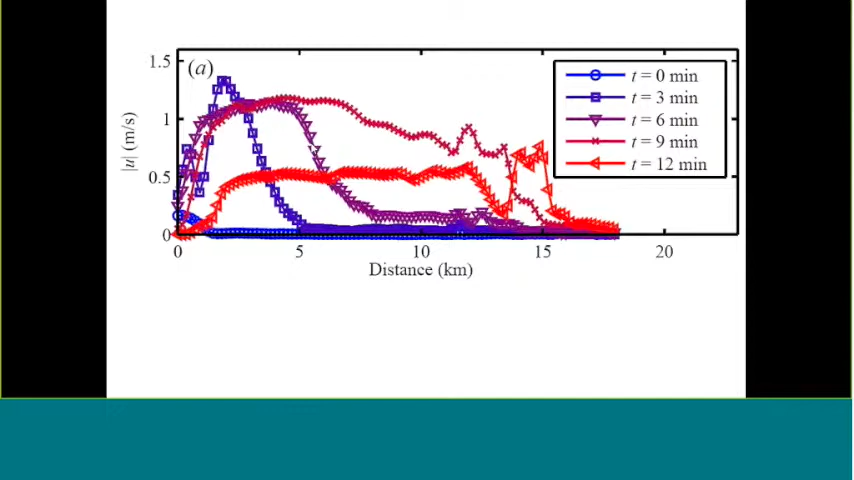 (a)
1.5
1
0.5
0
|u| (m/s)
t = 0 min
t = 3 min
t = 6 min
t = 9 min
t = 12 min
0 5 10 15 20
Distance (km)